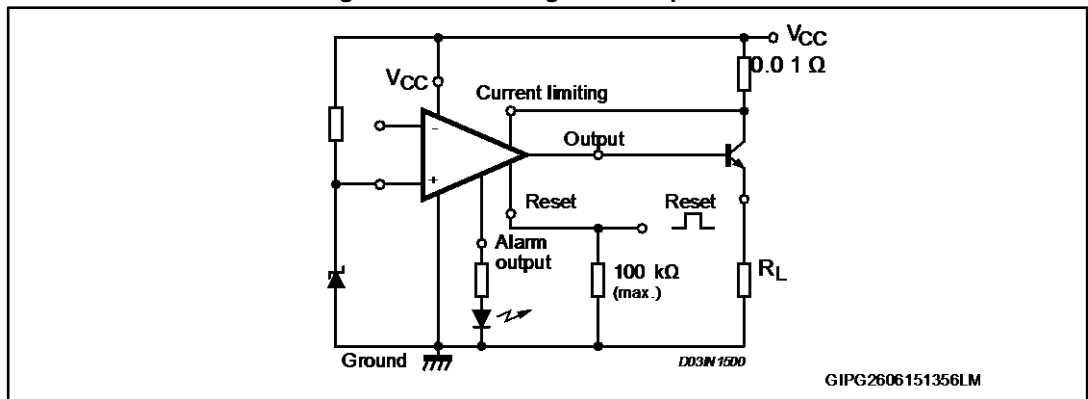 VCC
0.0 1 Ω
VCC
Current limiting
-
Output
+
Reset
Reset
Alarm
output
100 kΩ
(max.)
RL
Ground
D03IN1500
GIPG2606151356LM